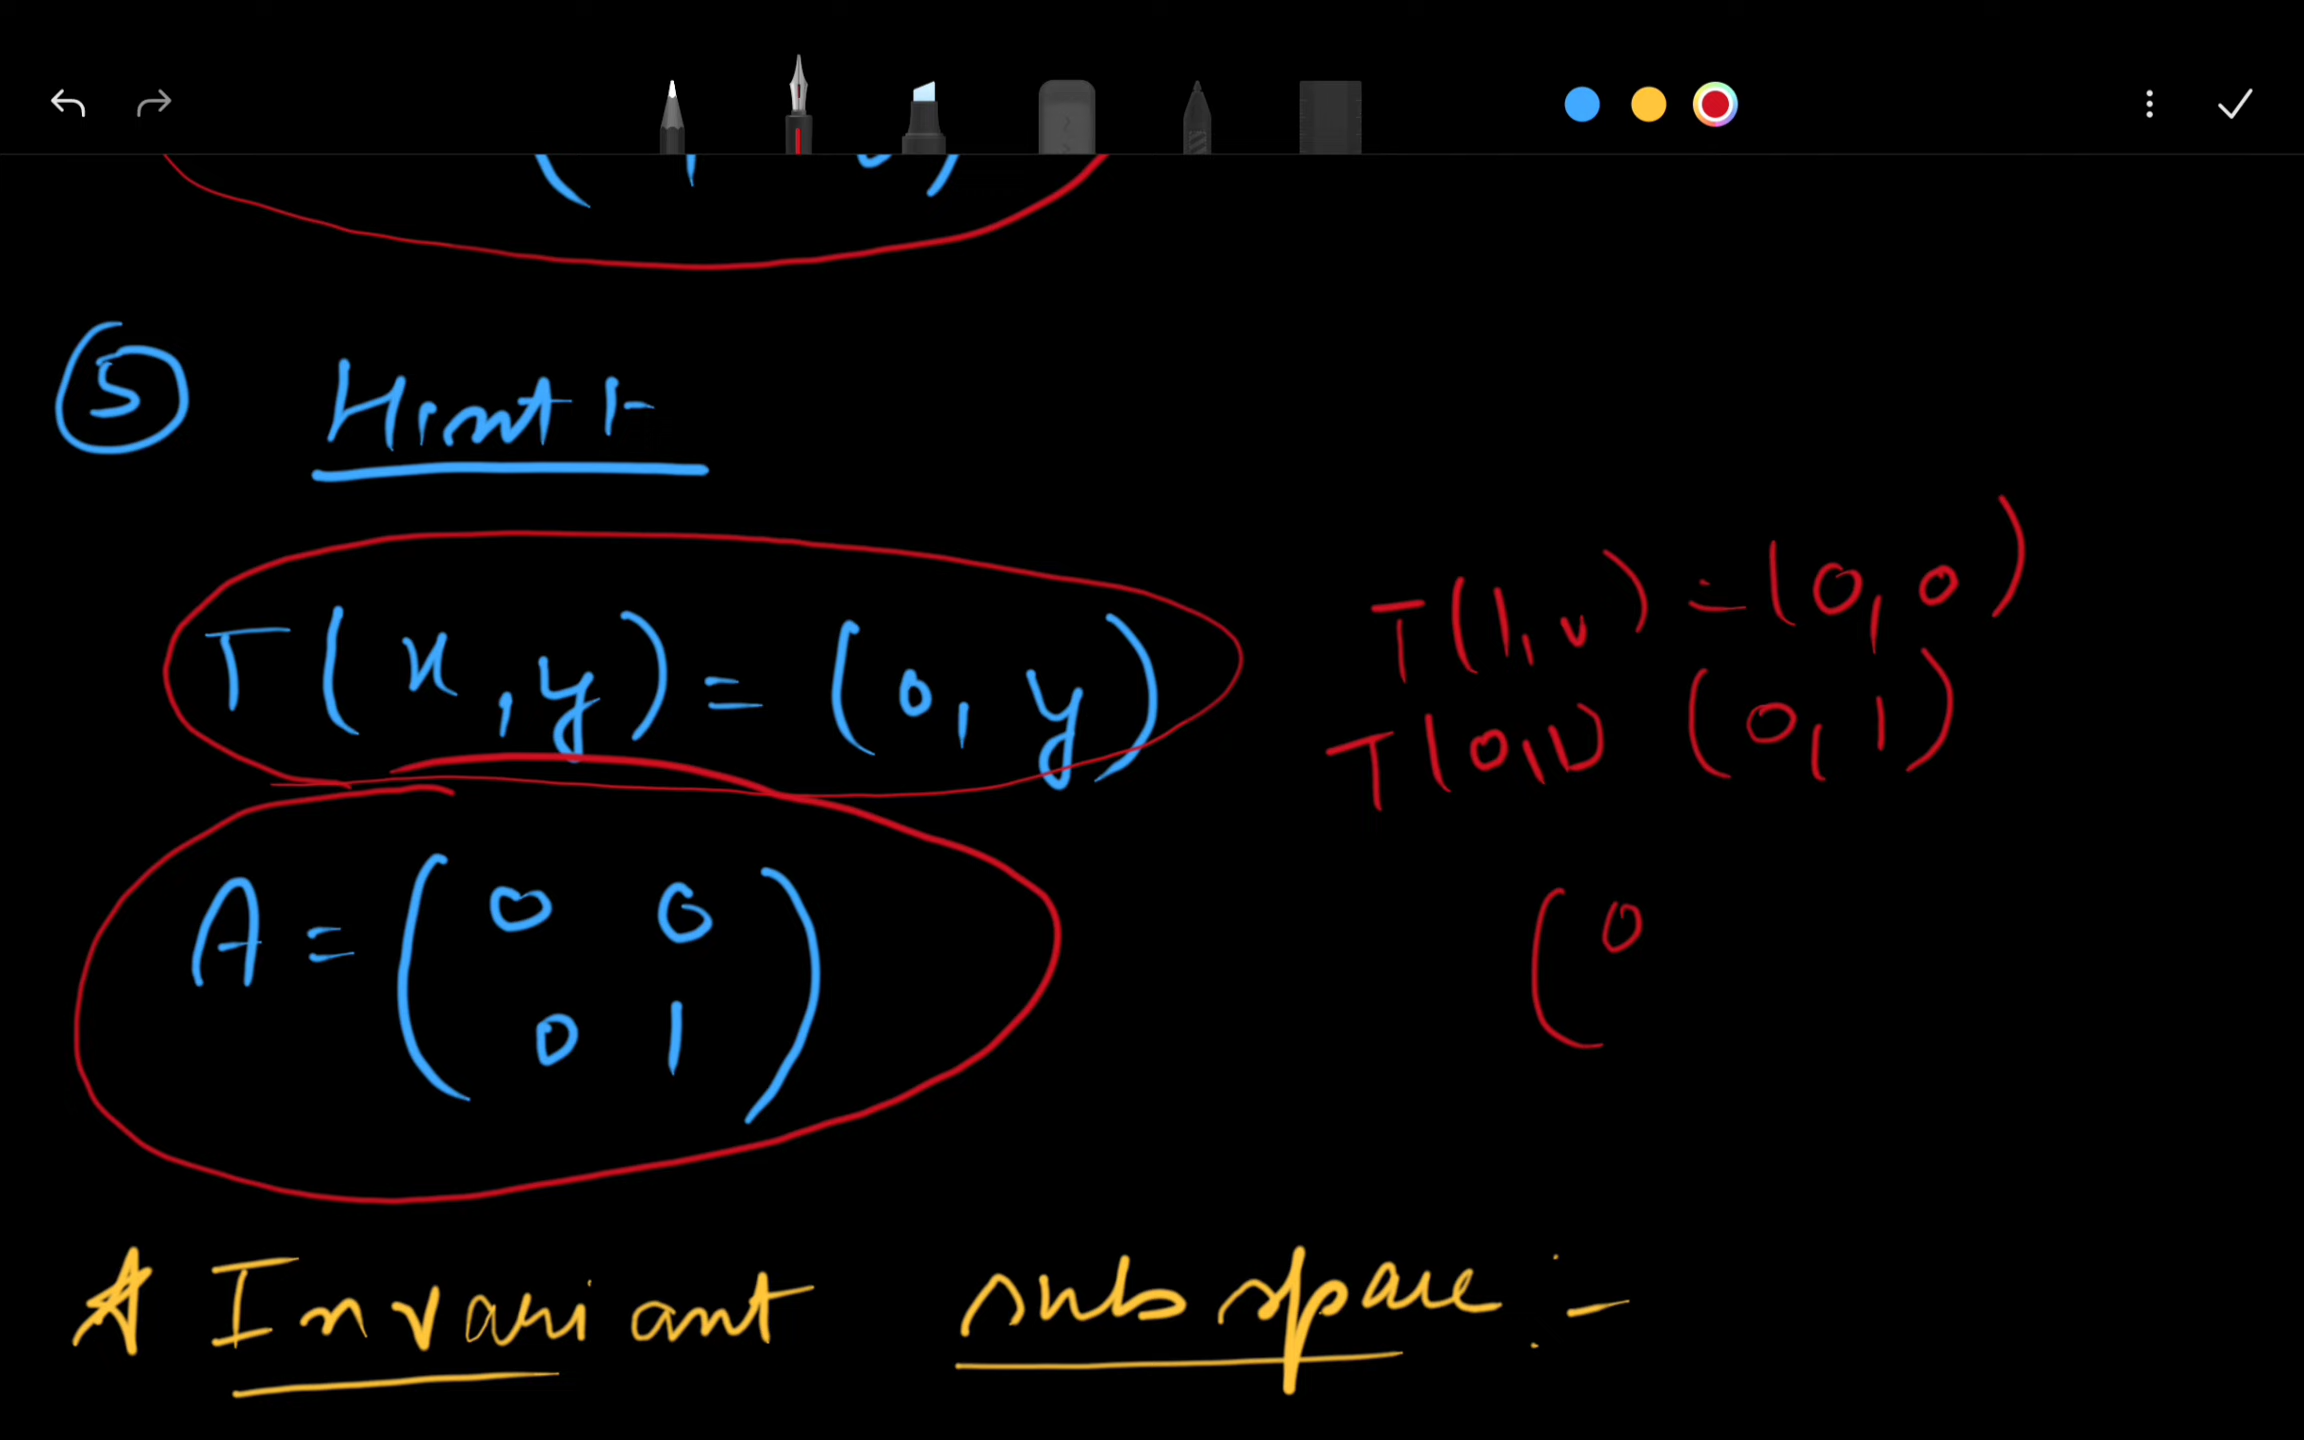 5 Hint :-
T(x,y) = (0,y)
T(1,0) = (0,0)
T(0,1) (0,1)
A = (0 0
0 1)
(0
* Invariant subspace :-